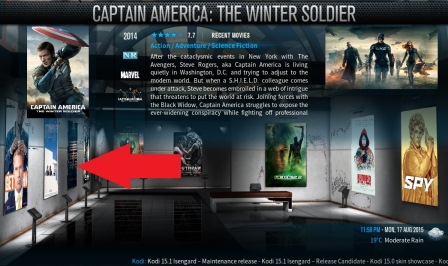 CAPTAIN AMERICA: THE WINTER SOLDIER
2014
7.7
RECENT MOVIES
Action / Adventure / Science Fiction
NR
MARVEL
After the cataclysmic events in New York with The
Avengers, Steve Rogers, aka Captain America is living
quietly in Washington, D.C. and trying to adjust to the
modern world. But when a S.H.I.E.L.D. colleague comes
under attack, Steve becomes embroiled in a web of intrigue
that threatens to put the world at risk. Joining forces with
the Black Widow, Captain America struggles to expose the
ever-widening conspiracy while fighting off professional
CAPTAIN AMERICA
THE WINTER SOLDIER
SPY
11:58 PM - MON, 17 AUG 2015
19°C Moderate Rain
Kodi: Kodi 15.1 Isengard – Maintenance release - Kodi 15.1 Isengard – Release Candidate - Kodi 15.0 skin showcase - Ko